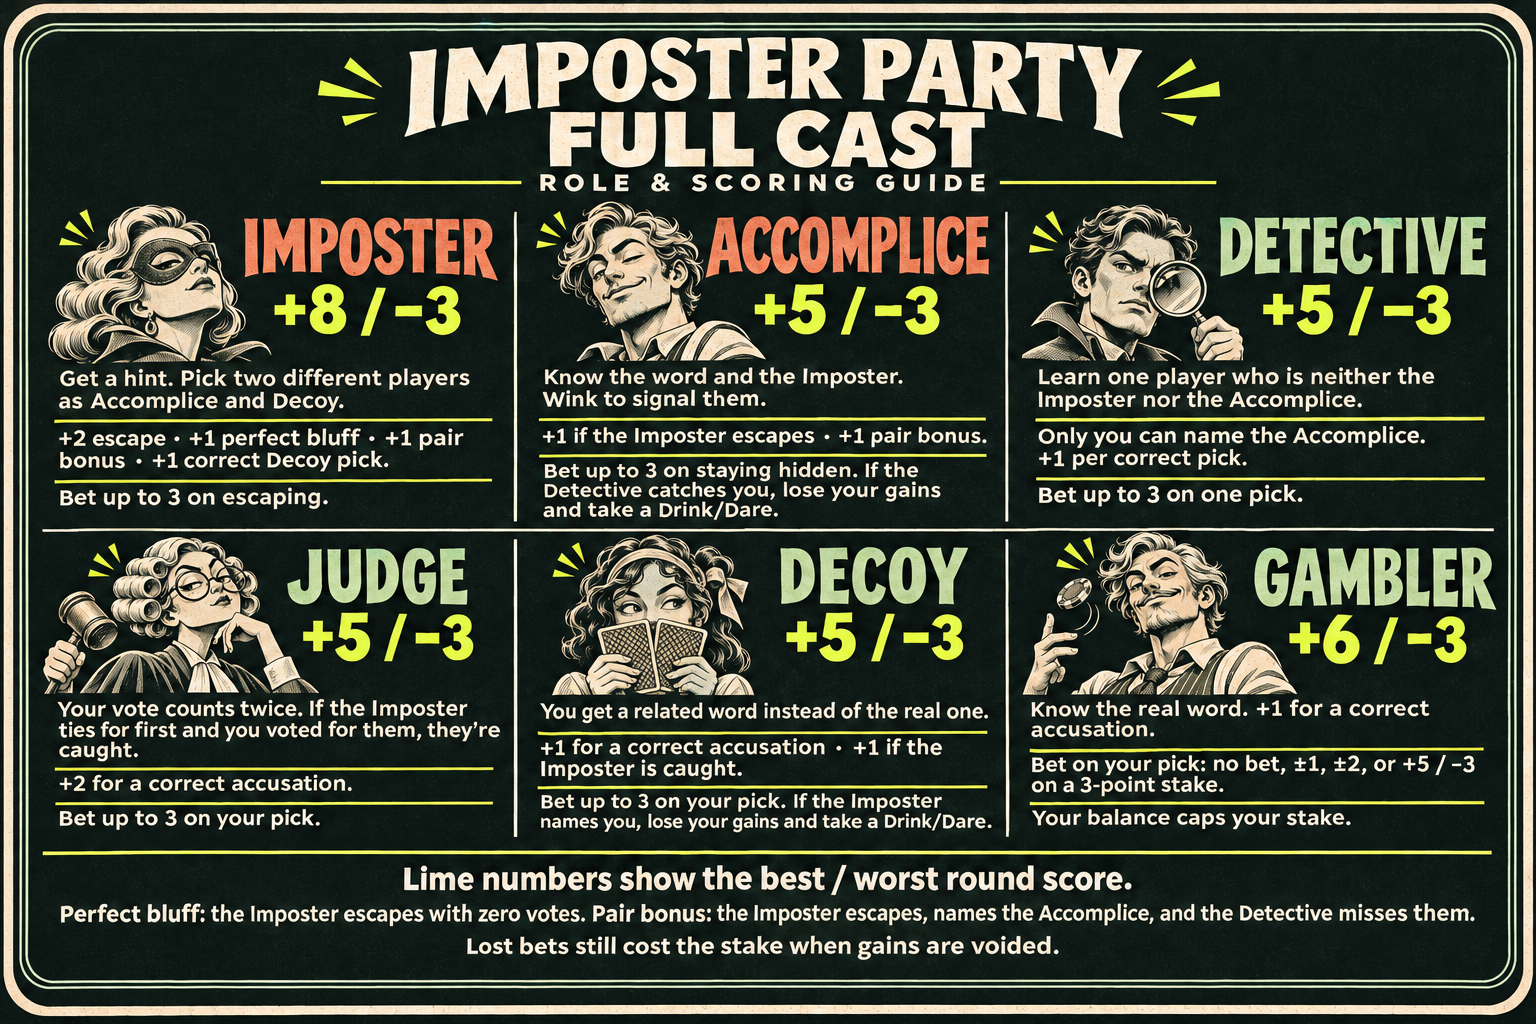 IMPOSTER PARTY
FULL CAST
ROLE & SCORING GUIDE
IMPOSTER
+8 / −3
Get a hint. Pick two different players
as Accomplice and Decoy.
+2 escape • +1 perfect bluff • +1 pair
bonus • +1 correct Decoy pick.
Bet up to 3 on escaping.
ACCOMPLICE
+5 / −3
Know the word and the Imposter.
Wink to signal them.
+1 if the Imposter escapes • +1 pair bonus.
Bet up to 3 on staying hidden. If the
Detective catches you, lose your gains
and take a Drink/Dare.
DETECTIVE
+5 / −3
Learn one player who is neither the
Imposter nor the Accomplice.
Only you can name the Accomplice.
+1 per correct pick.
Bet up to 3 on one pick.
JUDGE
+5 / −3
Your vote counts twice. If the Imposter
ties for first and you voted for them, they’re
caught.
+2 for a correct accusation.
Bet up to 3 on your pick.
DECOY
+5 / −3
You get a related word instead of the real one.
+1 for a correct accusation • +1 if the
Imposter is caught.
Bet up to 3 on your pick. If the Imposter
names you, lose your gains and take a Drink/Dare.
GAMBLER
+6 / −3
Know the real word. +1 for a correct
accusation.
Bet on your pick: no bet, ±1, ±2, or +5 / −3
on a 3-point stake.
Your balance caps your stake.
Lime numbers show the best / worst round score.
Perfect bluff: the Imposter escapes with zero votes. Pair bonus: the Imposter escapes, names the Accomplice, and the Detective misses them.
Lost bets still cost the stake when gains are voided.